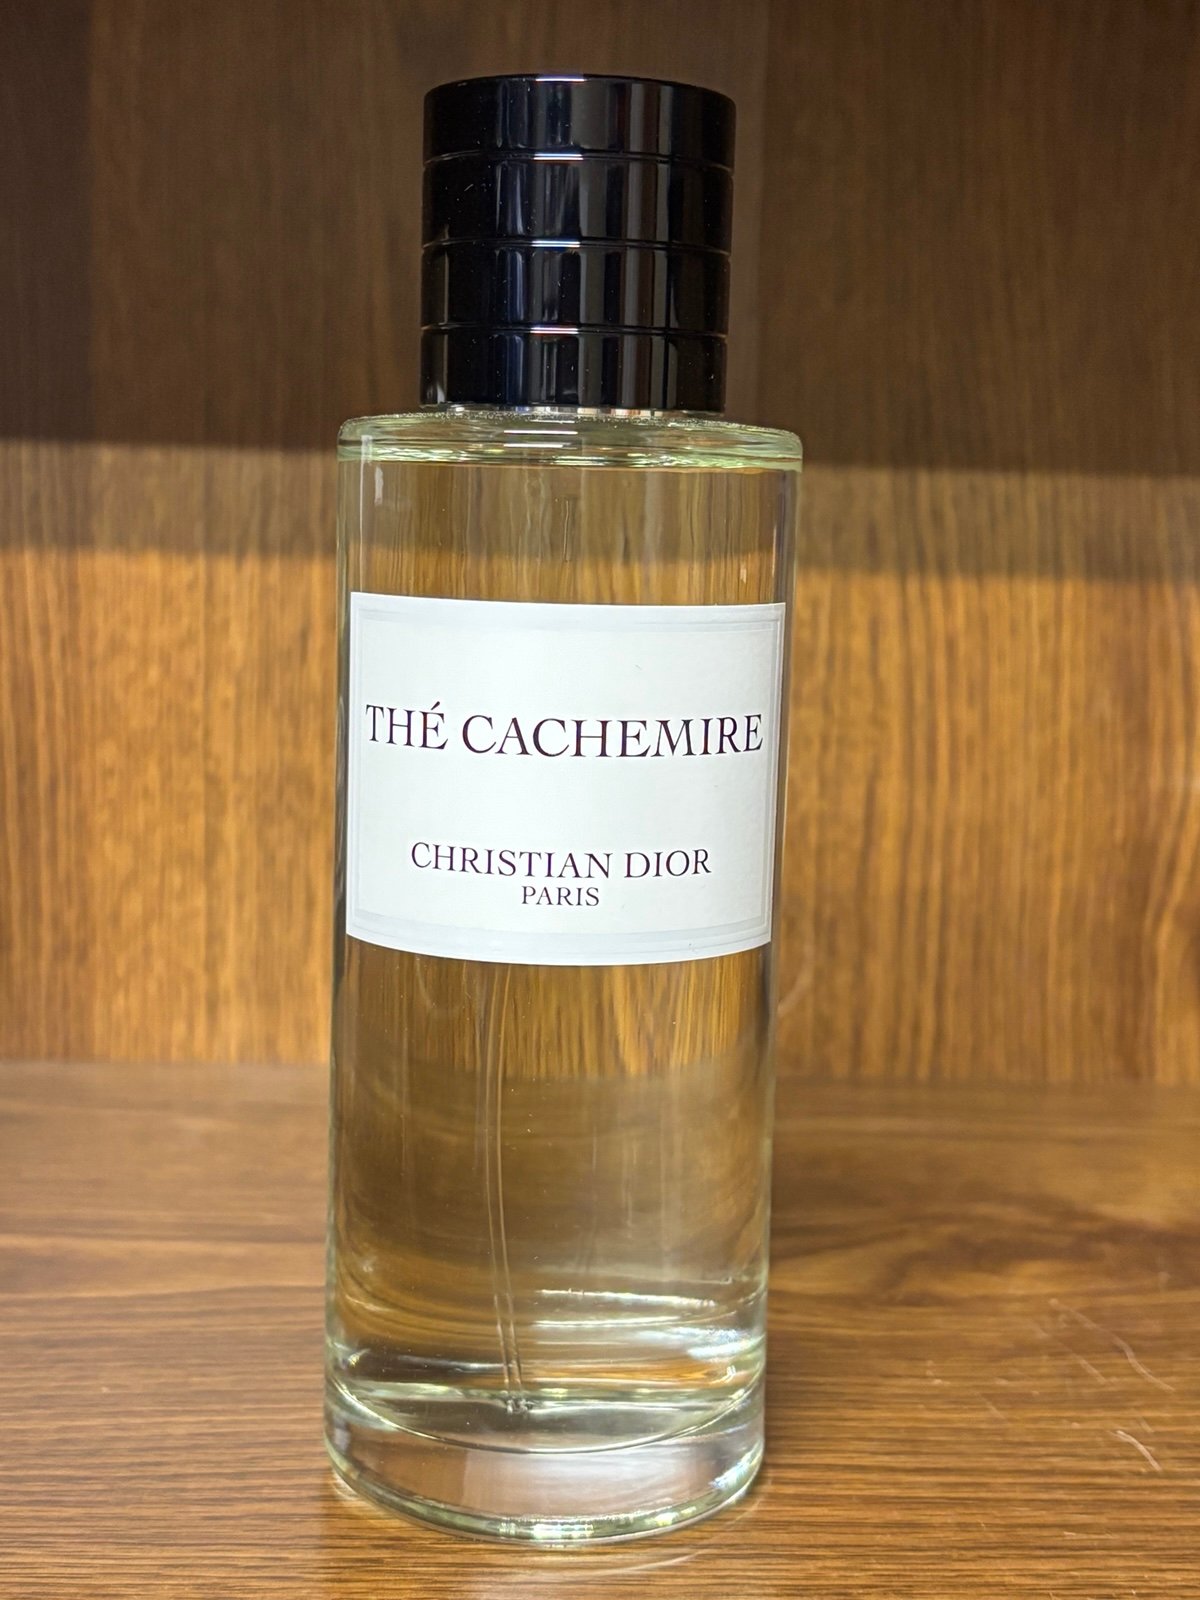 THÉ CACHEMIRE
CHRISTIAN DIOR
PARIS